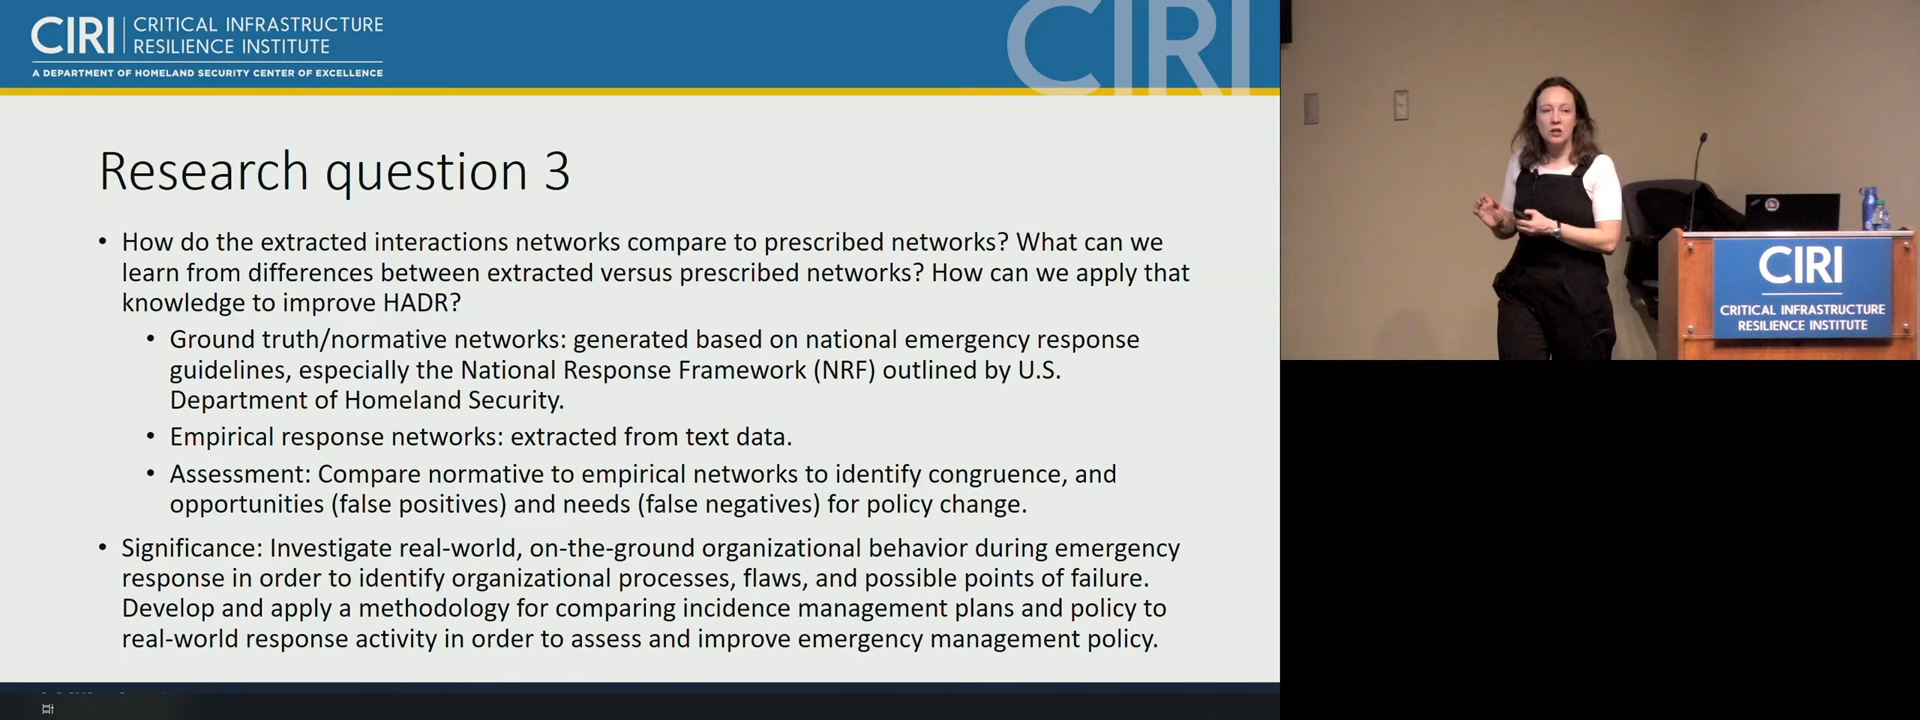 CIRI
CRITICAL INFRASTRUCTURE
RESILIENCE INSTITUTE
A DEPARTMENT OF HOMELAND SECURITY CENTER OF EXCELLENCE
CIRI
Research question 3
• How do the extracted interactions networks compare to prescribed networks? What can we
learn from differences between extracted versus prescribed networks? How can we apply that
knowledge to improve HADR?
• Ground truth/normative networks: generated based on national emergency response
guidelines, especially the National Response Framework (NRF) outlined by U.S.
Department of Homeland Security.
• Empirical response networks: extracted from text data.
• Assessment: Compare normative to empirical networks to identify congruence, and
opportunities (false positives) and needs (false negatives) for policy change.
• Significance: Investigate real-world, on-the-ground organizational behavior during emergency
response in order to identify organizational processes, flaws, and possible points of failure.
Develop and apply a methodology for comparing incidence management plans and policy to
real-world response activity in order to assess and improve emergency management policy.
CIRI
CRITICAL INFRASTRUCTURE
RESILIENCE INSTITUTE